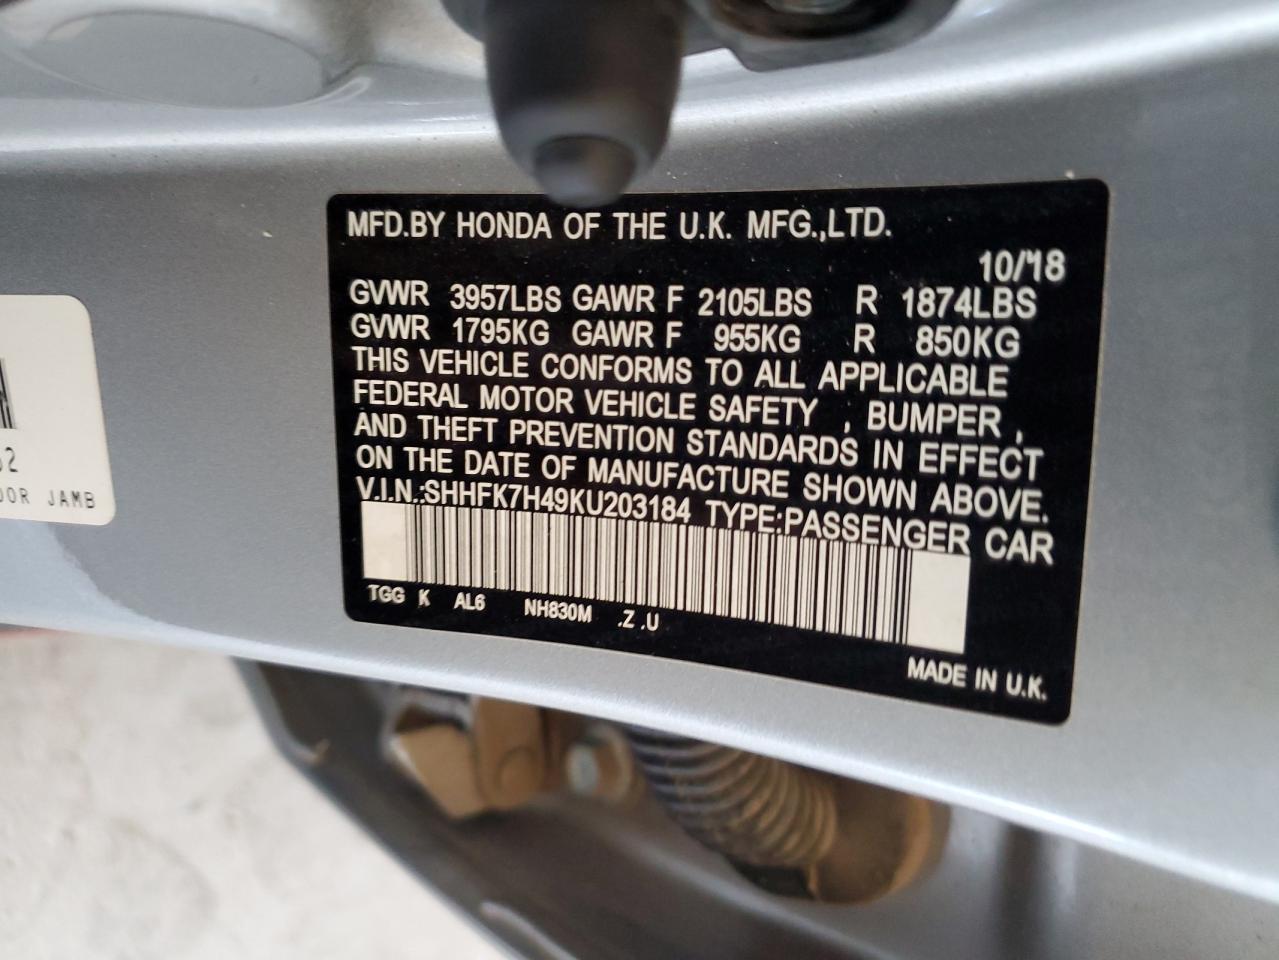 MFD.BY HONDA OF THE U.K. MFG.,LTD.
10/18
GVWR 3957LBS GAWR F 2105LBS R 1874LBS
GVWR 1795KG GAWR F 955KG R 850KG
THIS VEHICLE CONFORMS TO ALL APPLICABLE
FEDERAL MOTOR VEHICLE SAFETY , BUMPER ,
AND THEFT PREVENTION STANDARDS IN EFFECT
ON THE DATE OF MANUFACTURE SHOWN ABOVE.
V.I.N.:SHHFK7H49KU203184 TYPE:PASSENGER CAR
TGG K AL6 NH830M .Z .U
MADE IN U.K.
JAMB